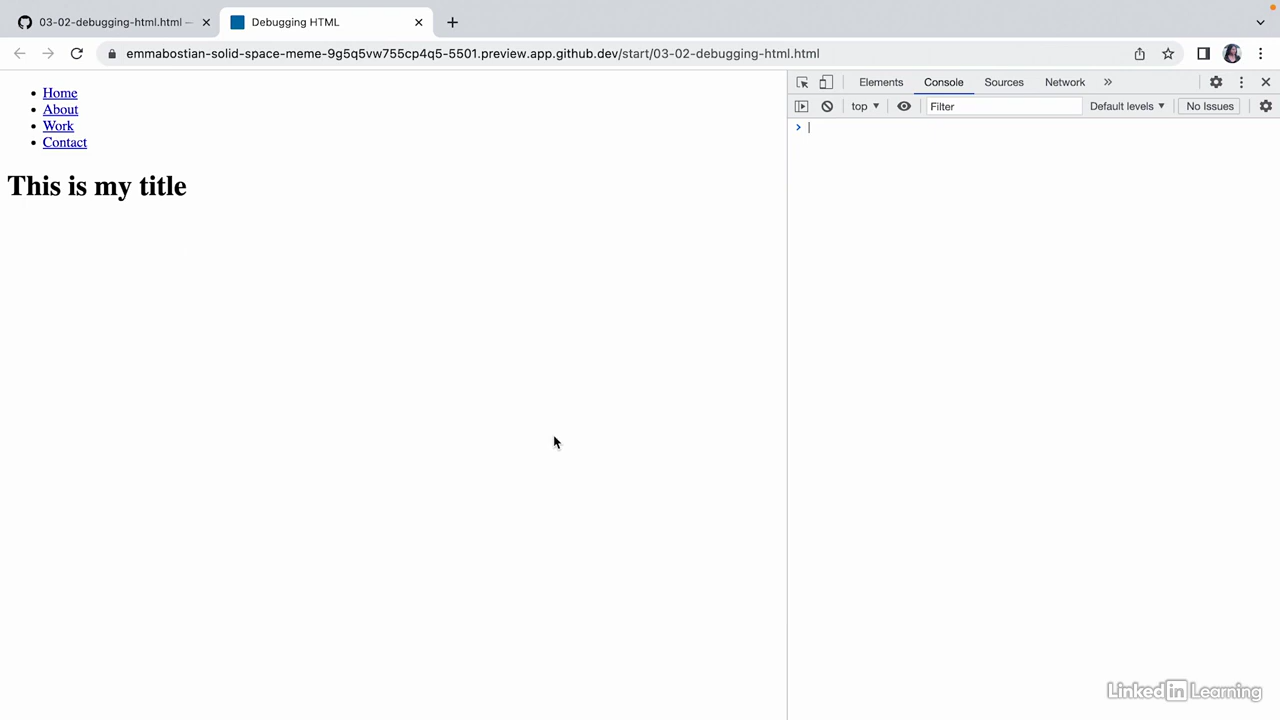 03-02-debugging-html.html —
Debugging HTML
emmabostian-solid-space-meme-9g5q5vw755cp4q5-5501.preview.app.github.dev/start/03-02-debugging-html.html
Elements Console Sources Network »
top Filter Default levels No Issues
Home
About
Work
Contact
This is my title
Linked in Learning